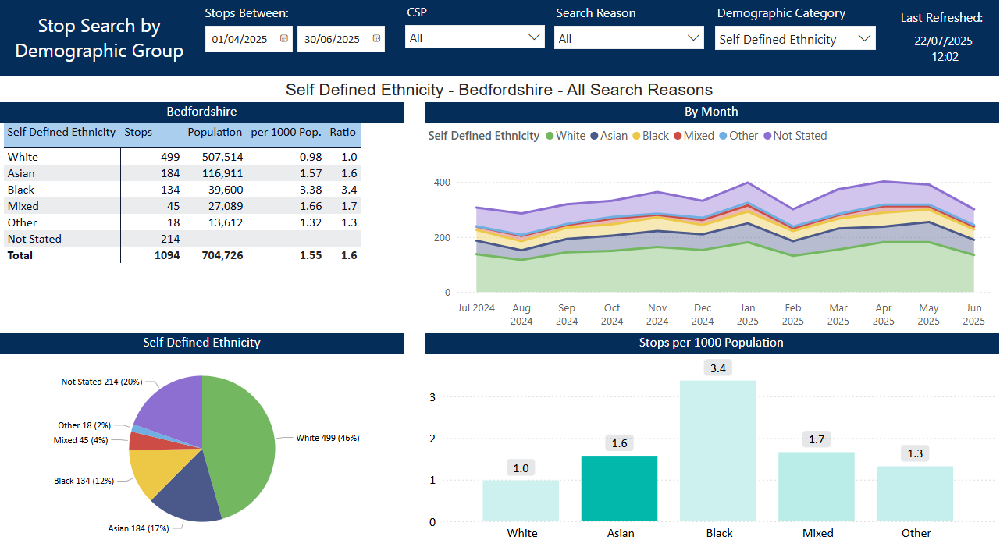 Stop Search by
Demographic Group
Stops Between:
01/04/2025
30/06/2025
CSP
All
Search Reason
All
Demographic Category
Self Defined Ethnicity
Last Refreshed:
22/07/2025
12:02
Self Defined Ethnicity - Bedfordshire - All Search Reasons
Bedfordshire
Self Defined Ethnicity Stops Population per 1000 Pop. Ratio
White 499 507,514 0.98 1.0
Asian 184 116,911 1.57 1.6
Black 134 39,600 3.38 3.4
Mixed 45 27,089 1.66 1.7
Other 18 13,612 1.32 1.3
Not Stated 214
Total 1094 704,726 1.55 1.6
By Month
Self Defined Ethnicity White Asian Black Mixed Other Not Stated
400
200
0
Jul 2024 Aug Sep Oct Nov Dec Jan Feb Mar Apr May Jun
2024 2024 2024 2024 2024 2025 2025 2025 2025 2025 2025
Self Defined Ethnicity
Not Stated 214 (20%)
Other 18 (2%)
Mixed 45 (4%)
White 499 (46%)
Black 134 (12%)
Asian 184 (17%)
Stops per 1000 Population
3
2
1
0
1.0
1.6
3.4
1.7
1.3
White Asian Black Mixed Other